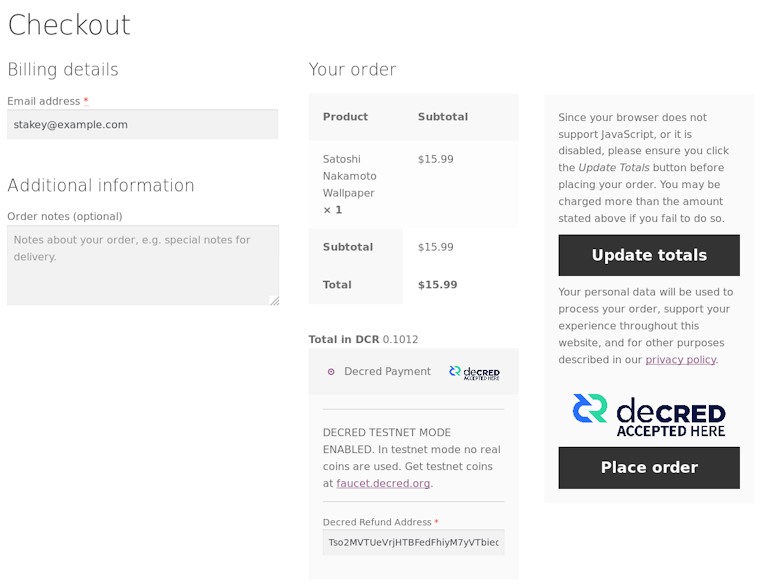 Checkout
Billing details
Email address *
stakey@example.com
Additional information
Order notes (optional)
Notes about your order, e.g. special notes for
delivery.
Your order
Product Subtotal
Satoshi $15.99
Nakamoto
Wallpaper
× 1
Subtotal $15.99
Total $15.99
Total in DCR 0.1012
Decred Payment decRED
ACCEPTED HERE
DECRED TESTNET MODE
ENABLED. In testnet mode no real
coins are used. Get testnet coins
at faucet.decred.org.
Decred Refund Address *
Tso2MVTUeVrjHTBFedFhiyM7yVTbiec
Since your browser does not
support JavaScript, or it is
disabled, please ensure you click
the Update Totals button before
placing your order. You may be
charged more than the amount
stated above if you fail to do so.
Update totals
Your personal data will be used to
process your order, support your
experience throughout this
website, and for other purposes
described in our privacy policy.
decRED
ACCEPTED HERE
Place order